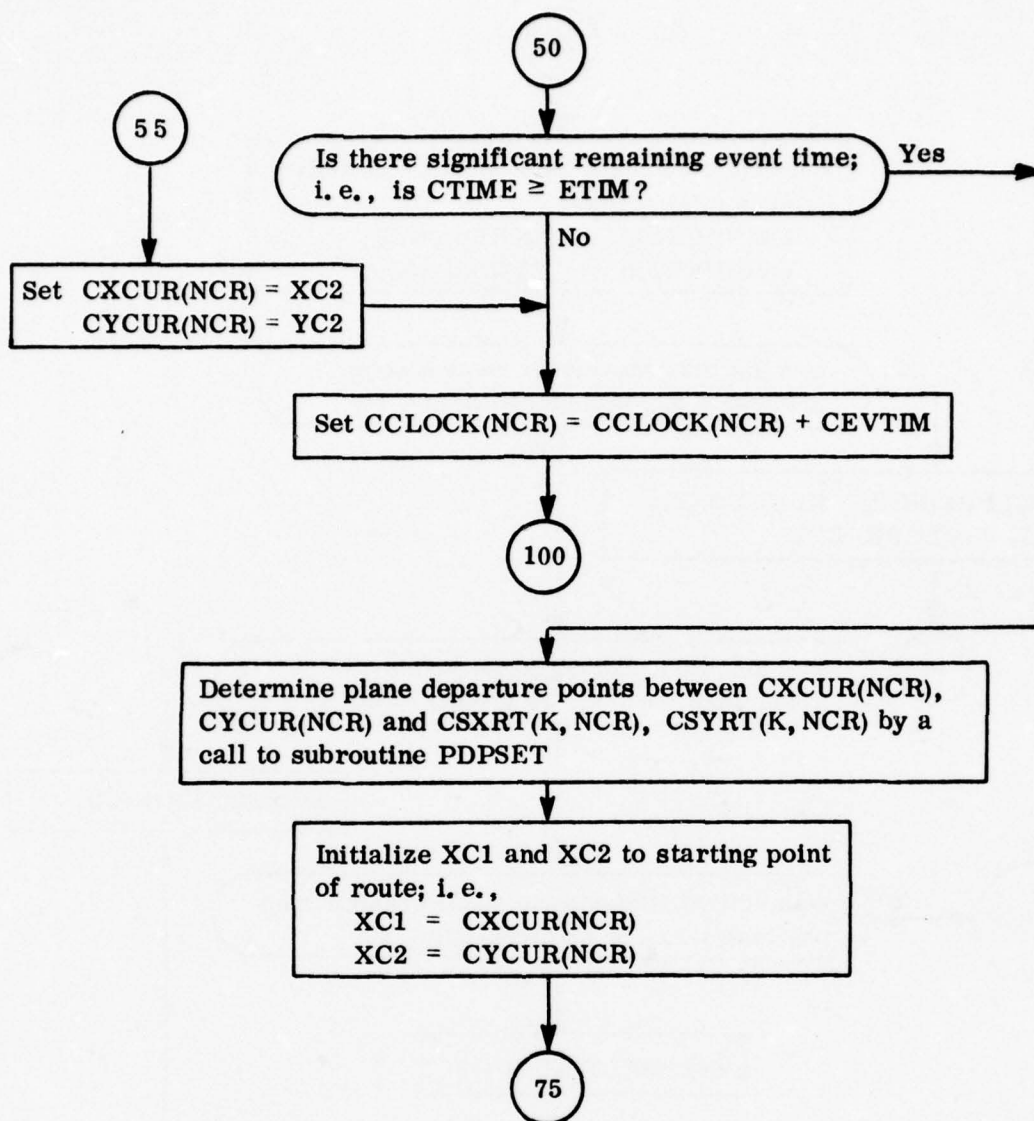 50
55
Is there significant remaining event time;
i. e., is CTIME ≥ ETIM?
Yes
No
Set CXCUR(NCR) = XC2
CYCUR(NCR) = YC2
Set CCLOCK(NCR) = CCLOCK(NCR) + CEVTIM
100
Determine plane departure points between CXCUR(NCR),
CYCUR(NCR) and CSXRT(K, NCR), CSYRT(K, NCR) by a
call to subroutine PDPSET
Initialize XC1 and XC2 to starting point
of route; i. e.,
XC1 = CXCUR(NCR)
XC2 = CYCUR(NCR)
75